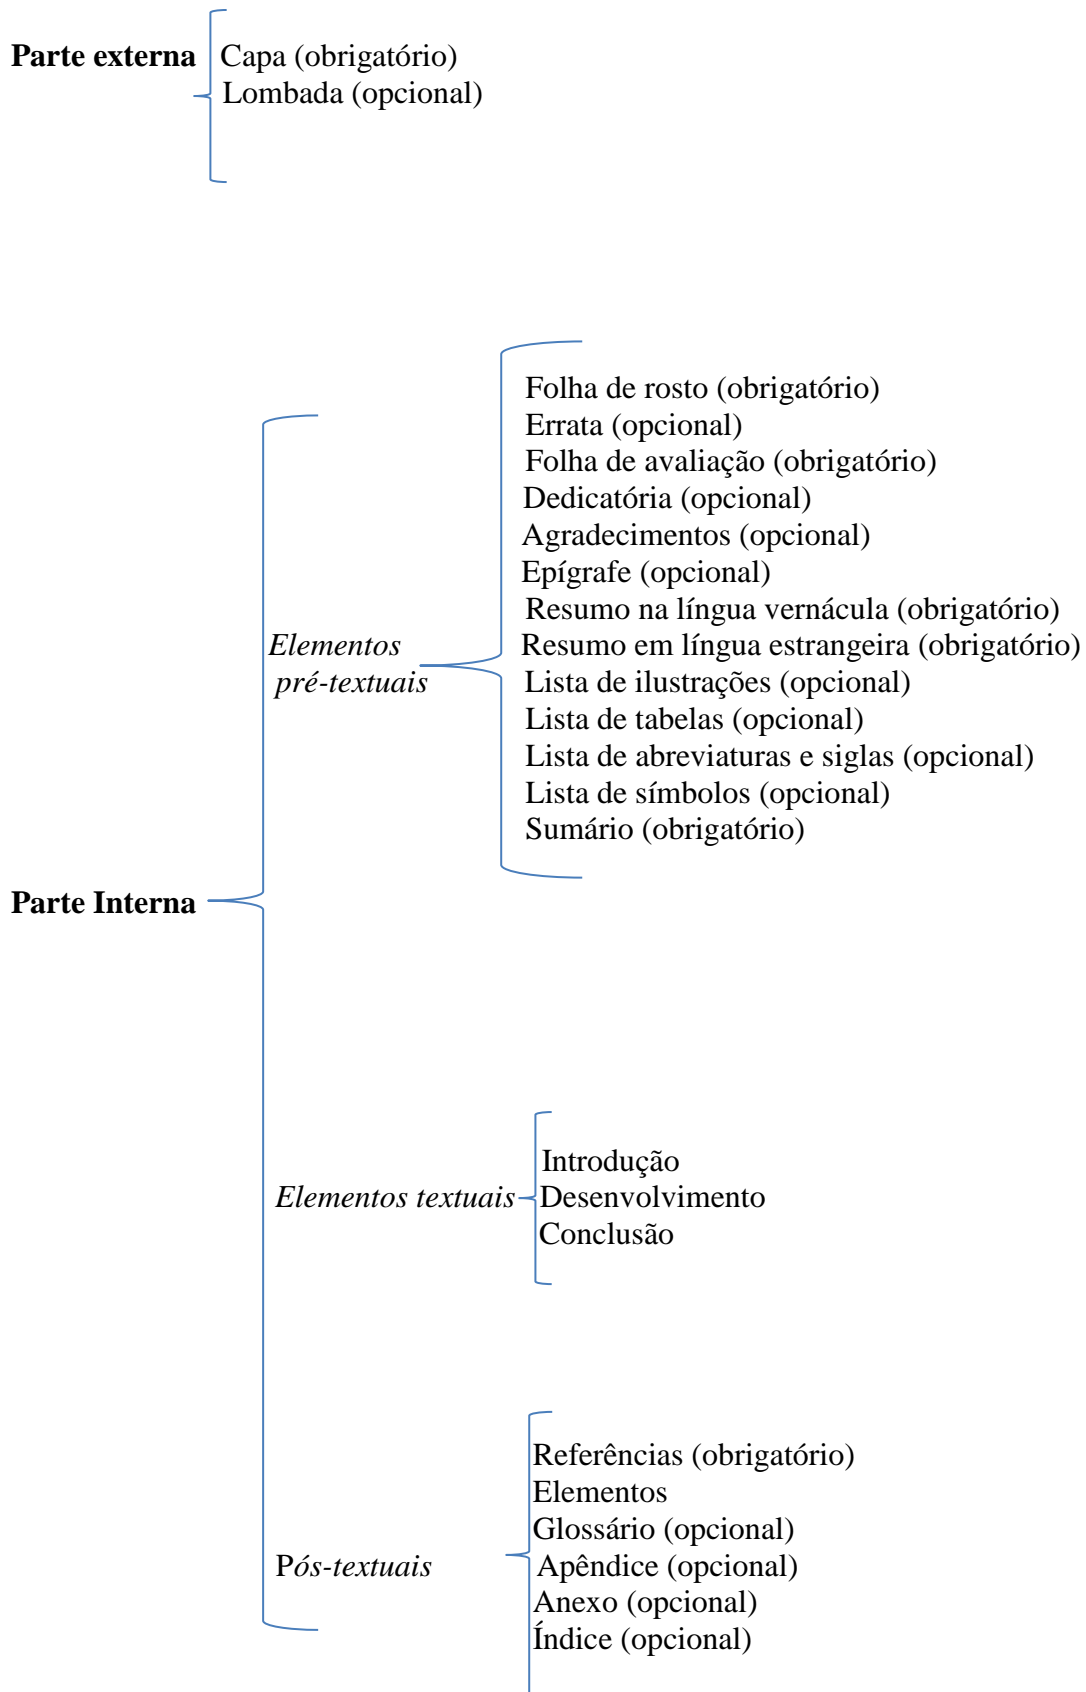 Parte externa Capa (obrigatório)
Lombada (opcional)
Folha de rosto (obrigatório)
Errata (opcional)
Folha de avaliação (obrigatório)
Dedicatória (opcional)
Agradecimentos (opcional)
Epígrafe (opcional)
Resumo na língua vernácula (obrigatório)
Elementos Resumo em língua estrangeira (obrigatório)
pré-textuais Lista de ilustrações (opcional)
Lista de tabelas (opcional)
Lista de abreviaturas e siglas (opcional)
Lista de símbolos (opcional)
Sumário (obrigatório)
Parte Interna
Introdução
Elementos textuais Desenvolvimento
Conclusão
Referências (obrigatório)
Elementos
Glossário (opcional)
Pós-textuais Apêndice (opcional)
Anexo (opcional)
Índice (opcional)